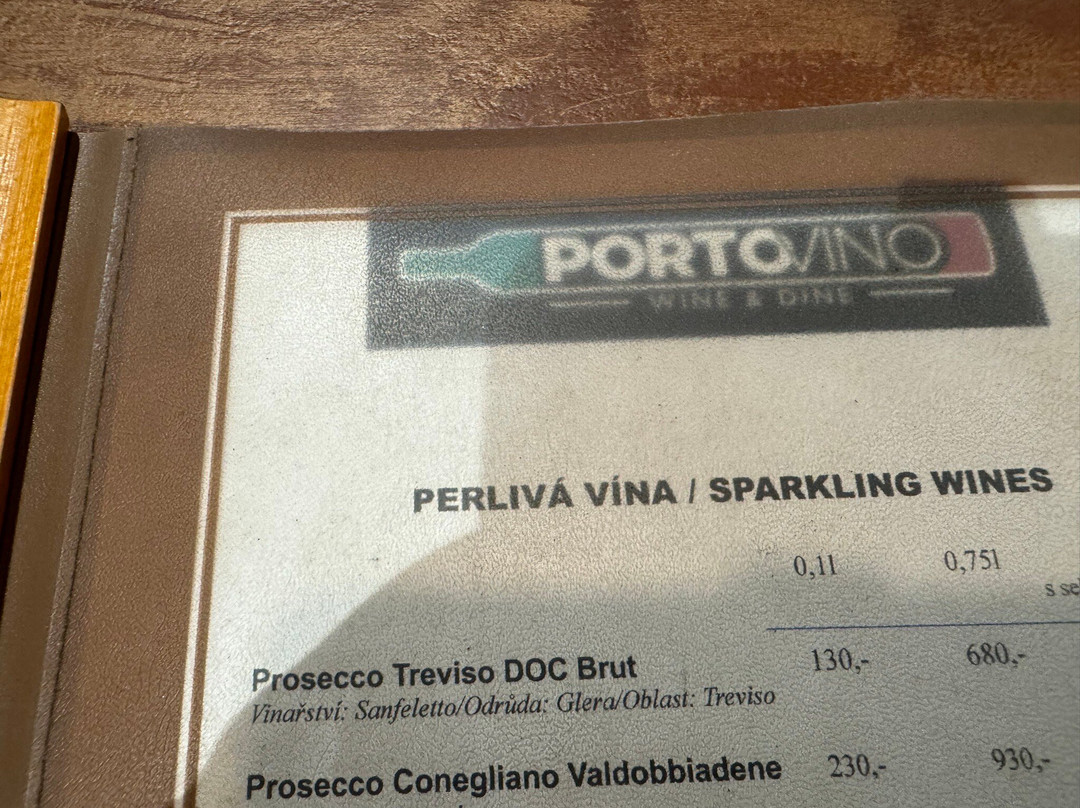 PORTOVINO
WINE & DINE
PERLIVÁ VÍNA / SPARKLING WINES
0,1l 0,75l
s se
Prosecco Treviso DOC Brut 130,- 680,-
Vinařství: Sanfeletto/Odrůda: Glera/Oblast: Treviso
Prosecco Conegliano Valdobbiadene 230,- 930,-